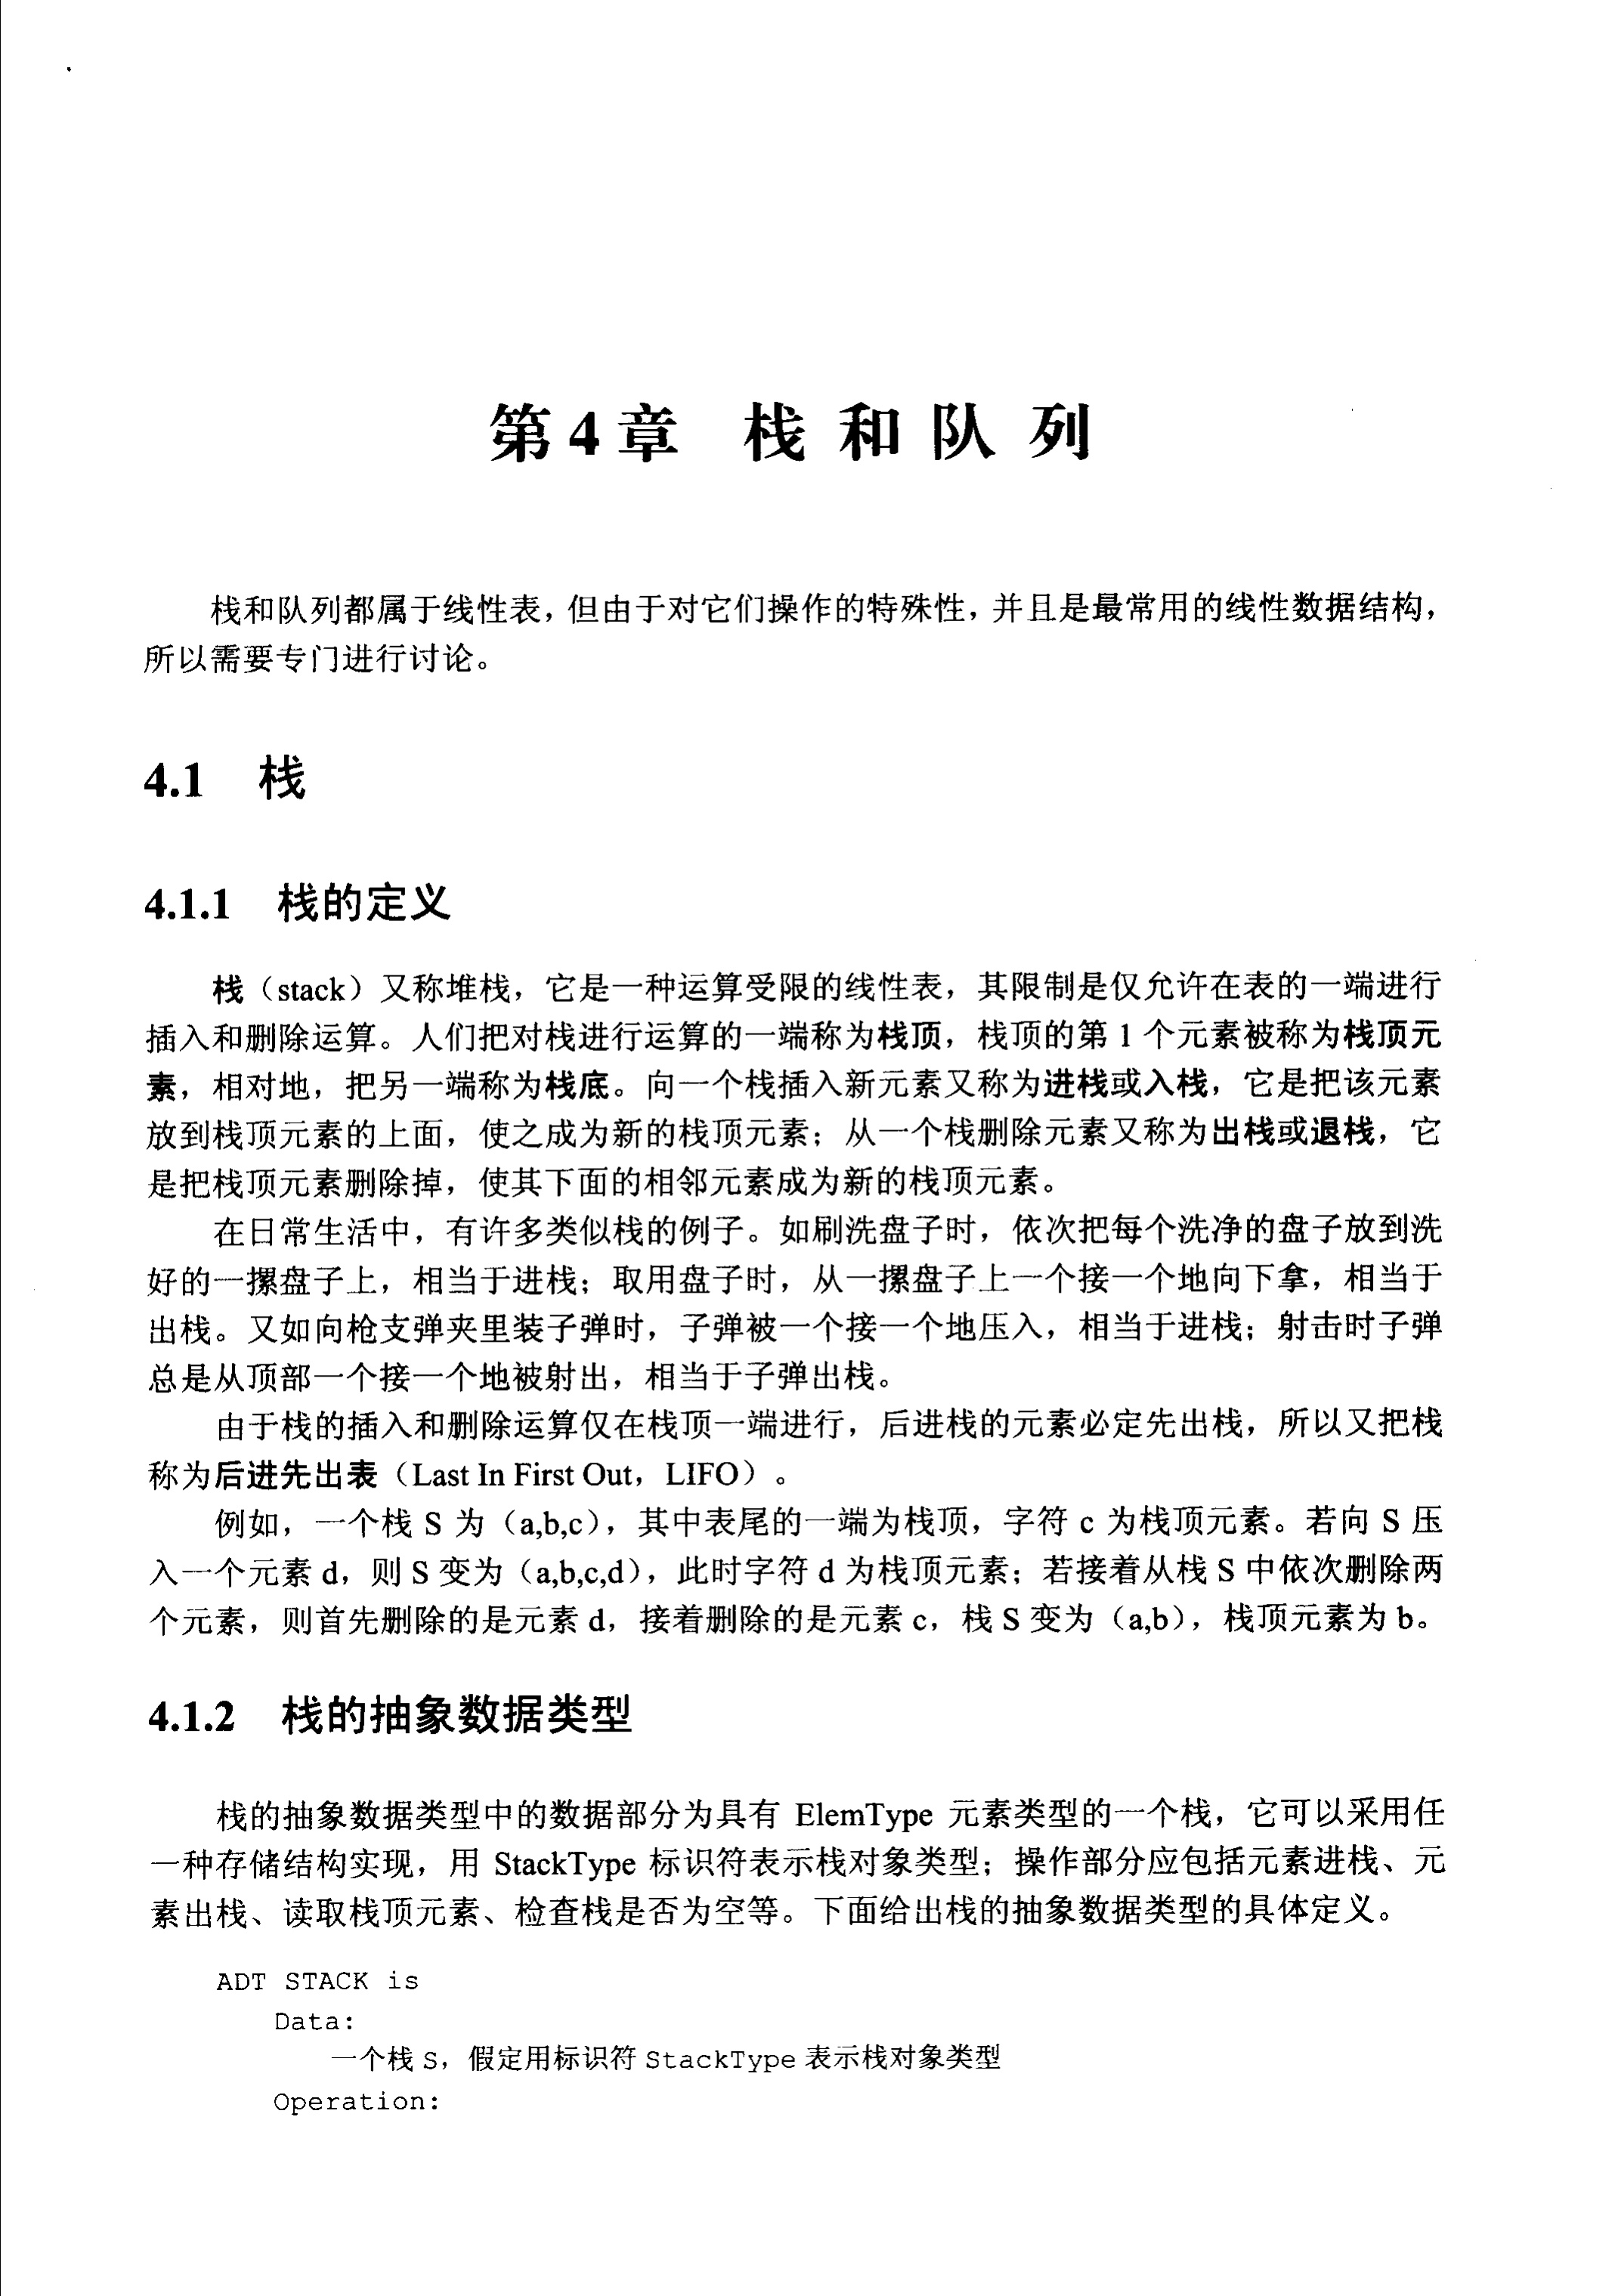 第4章 栈和队列
栈和队列都属于线性表，但由于对它们操作的特殊性，并且是最常用的线性数据结构，
所以需要专门进行讨论。
4.1 栈
4.1.1 栈的定义
栈（stack）又称堆栈，它是一种运算受限的线性表，其限制是仅允许在表的一端进行
插入和删除运算。人们把对栈进行运算的一端称为栈顶，栈顶的第 1 个元素被称为栈顶元
素，相对地，把另一端称为栈底。向一个栈插入新元素又称为进栈或入栈，它是把该元素
放到栈顶元素的上面，使之成为新的栈顶元素；从一个栈删除元素又称为出栈或退栈，它
是把栈顶元素删除掉，使其下面的相邻元素成为新的栈顶元素。
在日常生活中，有许多类似栈的例子。如刷洗盘子时，依次把每个洗净的盘子放到洗
好的一摞盘子上，相当于进栈；取用盘子时，从一摞盘子上一个接一个地向下拿，相当于
出栈。又如向枪支弹夹里装子弹时，子弹被一个接一个地压入，相当于进栈；射击时子弹
总是从顶部一个接一个地被射出，相当于子弹出栈。
由于栈的插入和删除运算仅在栈顶一端进行，后进栈的元素必定先出栈，所以又把栈
称为后进先出表（Last In First Out，LIFO）。
例如，一个栈 S 为（a,b,c），其中表尾的一端为栈顶，字符 c 为栈顶元素。若向 S 压
入一个元素 d，则 S 变为（a,b,c,d），此时字符 d 为栈顶元素；若接着从栈 S 中依次删除两
个元素，则首先删除的是元素 d，接着删除的是元素 c，栈 S 变为（a,b），栈顶元素为 b。
4.1.2 栈的抽象数据类型
栈的抽象数据类型中的数据部分为具有 ElemType 元素类型的一个栈，它可以采用任
一种存储结构实现，用 StackType 标识符表示栈对象类型；操作部分应包括元素进栈、元
素出栈、读取栈顶元素、检查栈是否为空等。下面给出栈的抽象数据类型的具体定义。
ADT STACK is
Data:
一个栈 S，假定用标识符 StackType 表示栈对象类型
Operation: